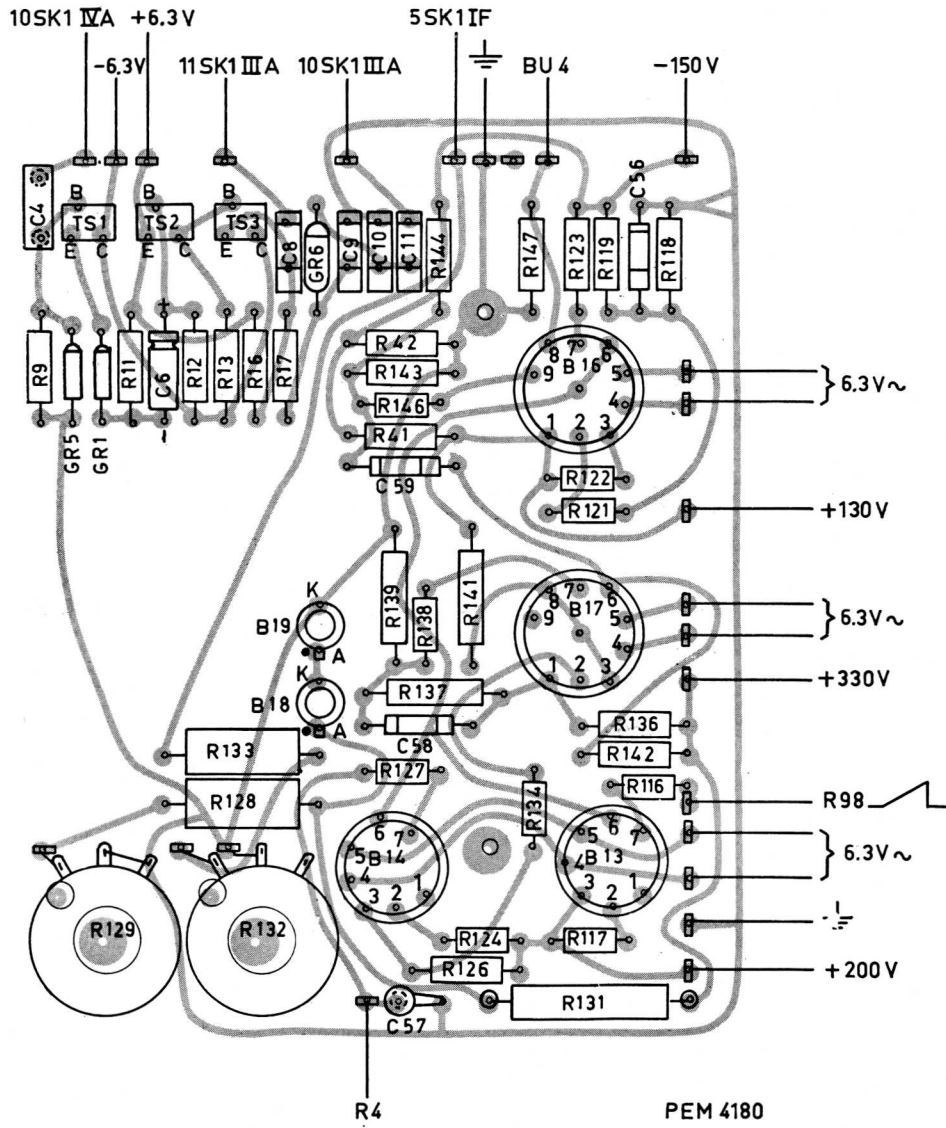 10SK1 IVA +6.3V 5SK1IF
-6.3V 11SK1IIIA 10SK1IIIA BU4 -150V
C4
B B B
TS1 TS2 TS3
E C E C E C
C8 GR6 C9 C10 C11 R144 R147 R123 R119 C56 R118
+
R9 R11 C6 R12 R13 R16 R17
GR5 GR1 -
R42
R143
R146
R41
C59
8 7 6
9 B16 5
4
1 2 3
6,3V~
R122
R121
+130V
R139 R138 R141
K
B19
A
K
B18
A
8 7 6
9 B17 5
4
1 2 3
6.3V~
+330V
R137
C58
R136
R142
R133
R127
R116
R128
R134
R98
6 7
5 B14
4
3 2 1
5 6 7
4 B13
3 2 1
6.3V~
R129 R132
R124 R117
R126
+200V
R131
C57
R4 PEM 4180